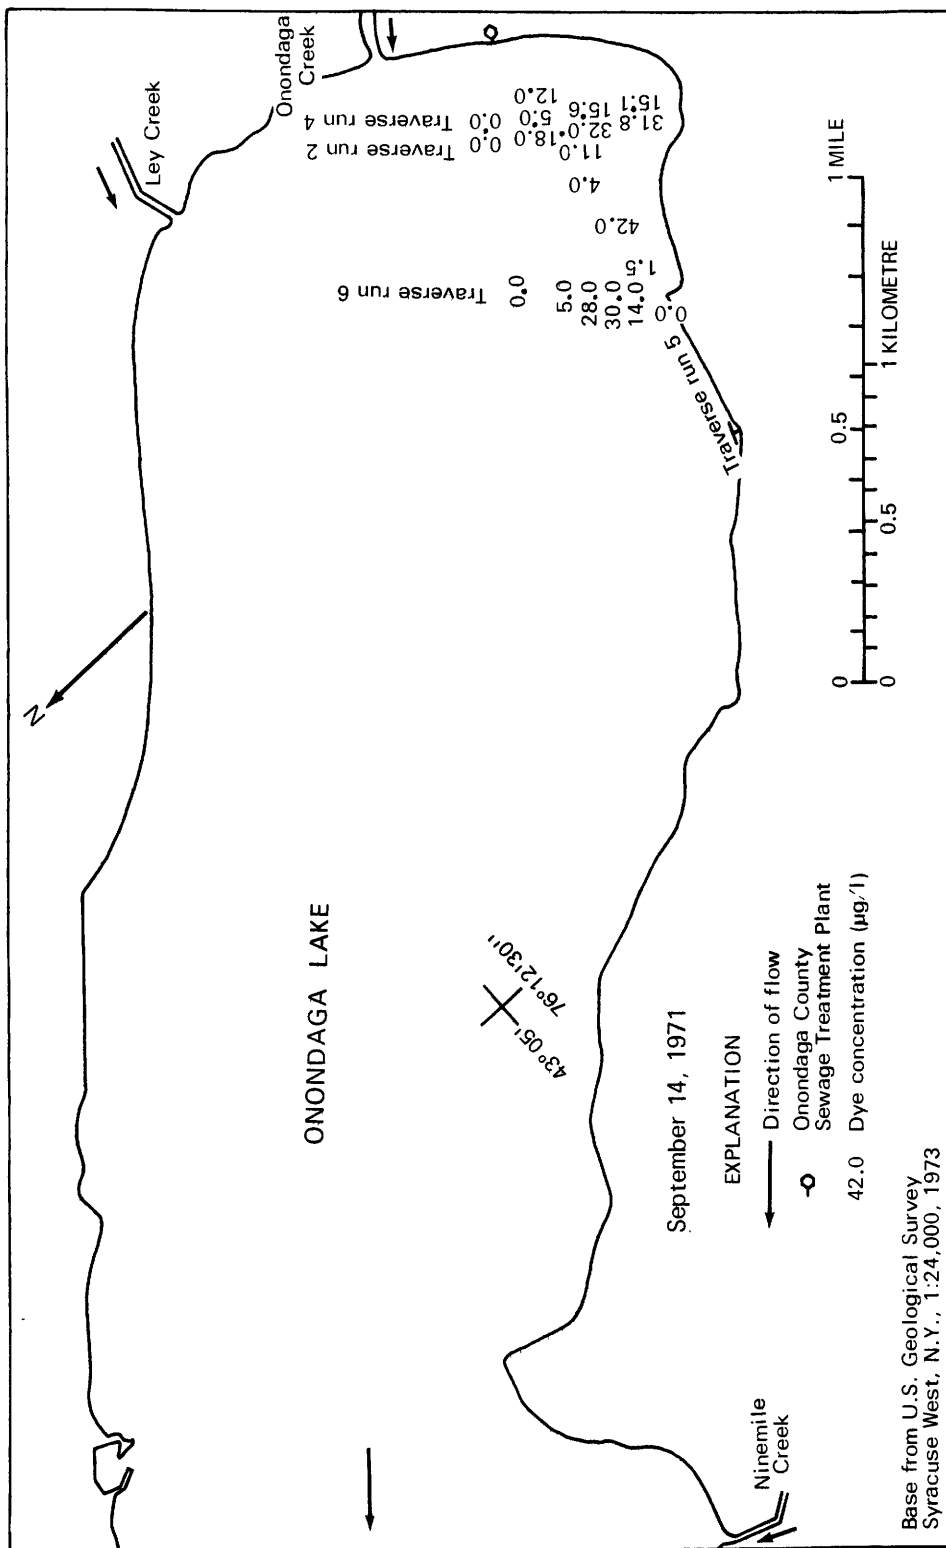 Onondaga
Creek
Ley Creek
Traverse run 4
0.0
5.0
12.0
15.6
15.1
Traverse run 2
0.0
18.0
32.0
31.8
11.0
4.0
42.0
1.5
Traverse run 6
0.0
5.0
28.0
30.0
14.0
0.0
Traverse run 5
N
ONONDAGA LAKE
43° 05'
76°12'30"
September 14, 1971
EXPLANATION
Direction of flow
Onondaga County
Sewage Treatment Plant
42.0 Dye concentration (µg/l)
0 0.5 1 MILE
0 0.5 1 KILOMETRE
Ninemile
Creek
Base from U.S. Geological Survey
Syracuse West, N.Y., 1:24,000, 1973